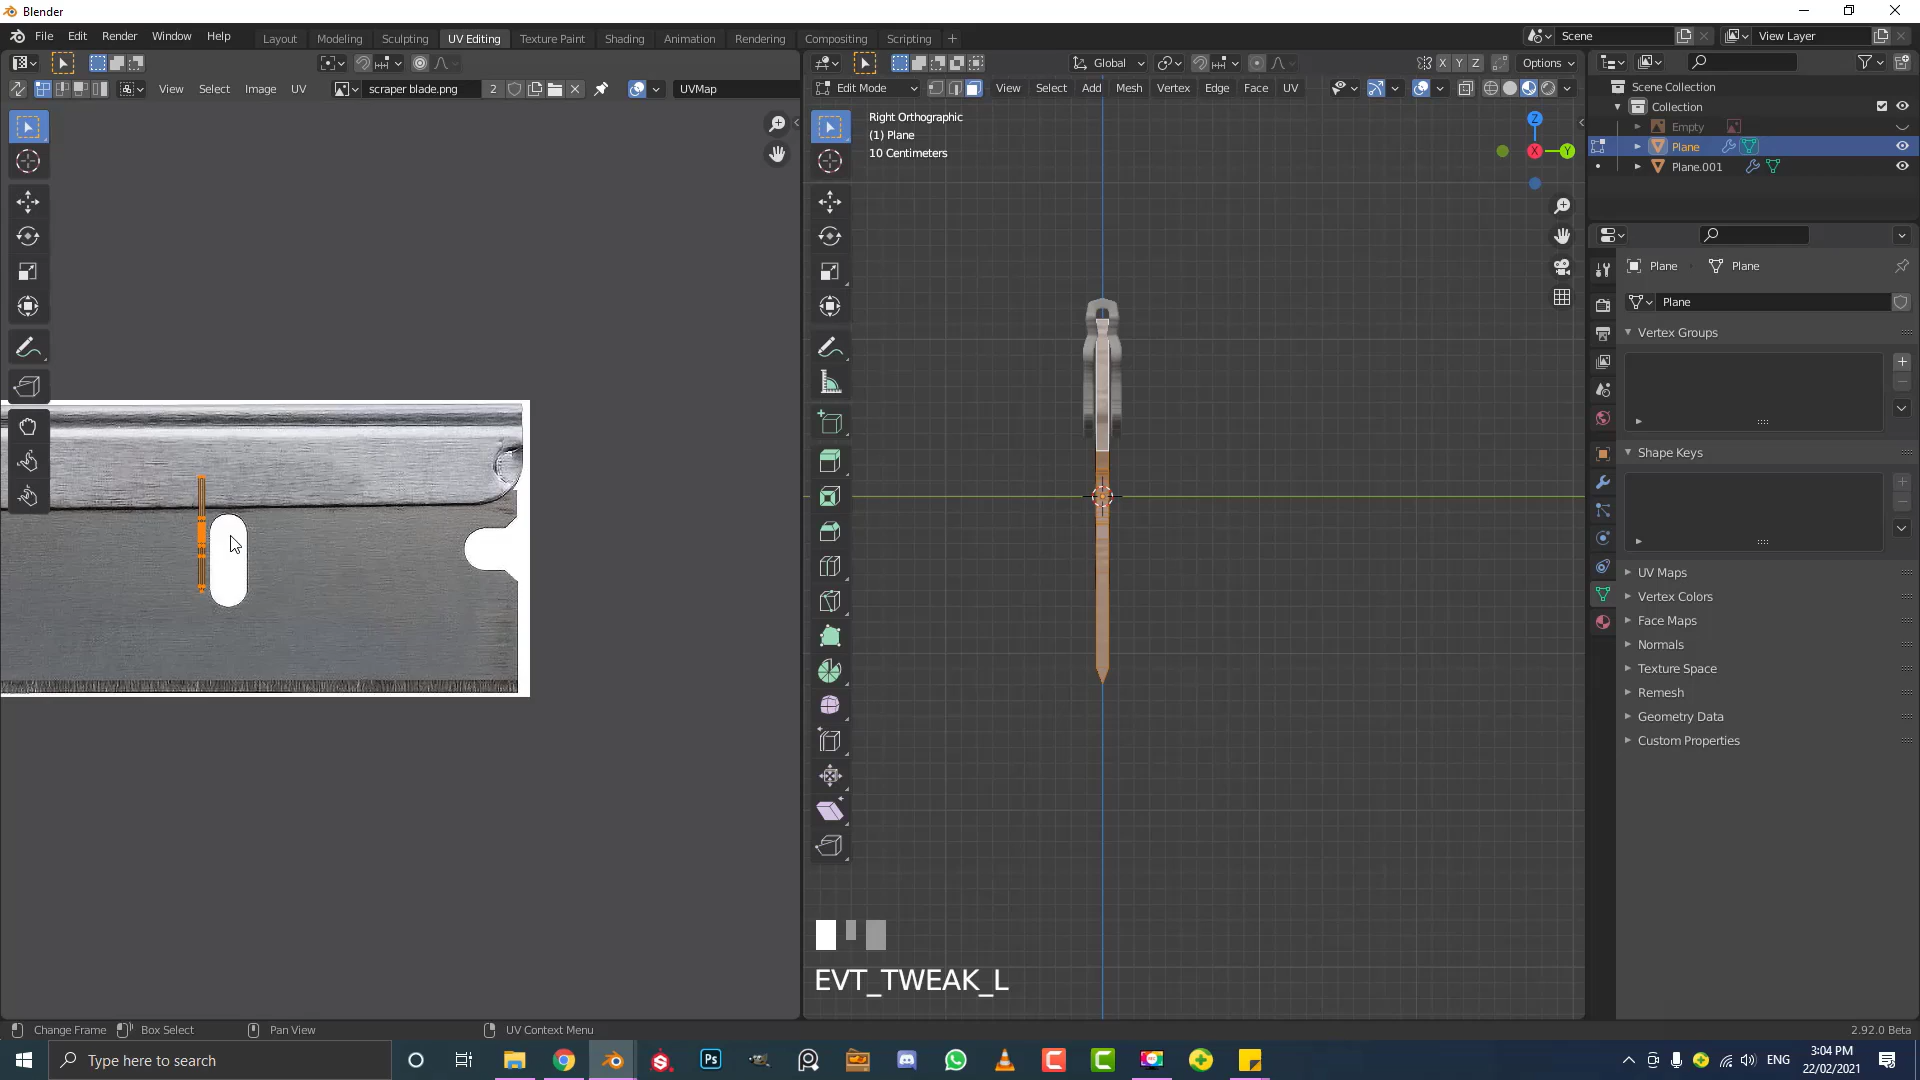 Blender
File Edit Render Window Help Layout Modeling Sculpting UV Editing Texture Paint Shading Animation Rendering Compositing Scripting Scene View Layer
Global X Y Z Options
View Select Image UV scraper blade.png 2 UVMap Edit Mode View Select Add Mesh Vertex Edge Face UV
Right Orthographic
(1) Plane
10 Centimeters
Z
X
Y
Scene Collection
Collection
Empty
Plane
Plane.001
Plane Plane
Plane
Vertex Groups
Shape Keys
UV Maps
Vertex Colors
Face Maps
Normals
Texture Space
Remesh
Geometry Data
Custom Properties
EVT_TWEAK_L
Change Frame Box Select Pan View UV Context Menu 2.92.0 Beta
Type here to search
Ps
ENG
3:04 PM
22/02/2021